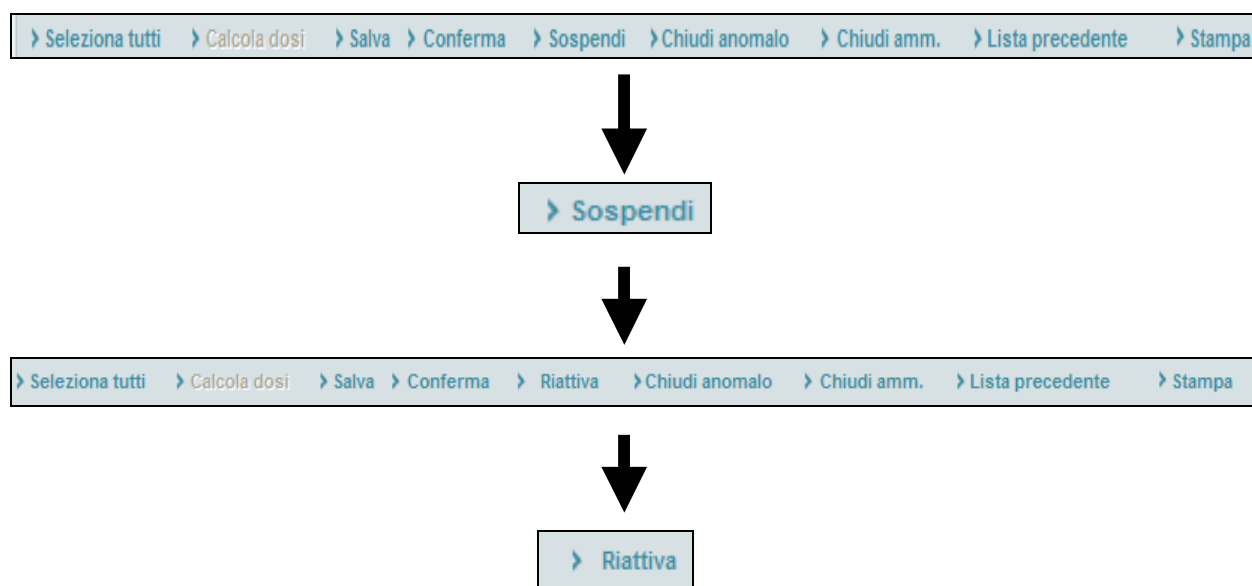 Seleziona tutti Calcola dosi Salva Conferma Sospendi Chiudi anomalo Chiudi amm. Lista precedente Stampa
Sospendi
Seleziona tutti Calcola dosi Salva Conferma Riattiva Chiudi anomalo Chiudi amm. Lista precedente Stampa
Riattiva